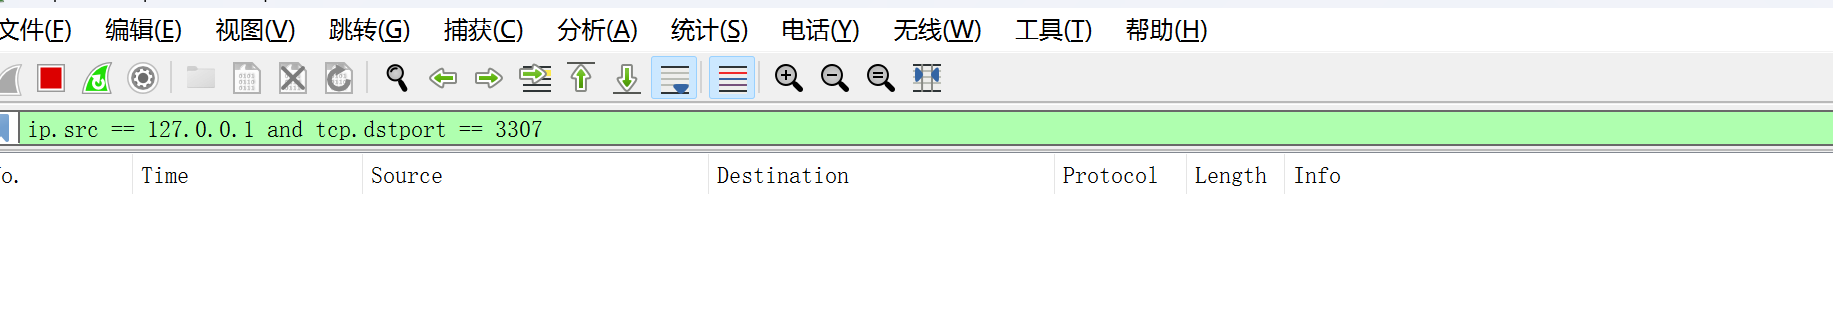 文件(F) 编辑(E) 视图(V) 跳转(G) 捕获(C) 分析(A) 统计(S) 电话(Y) 无线(W) 工具(T) 帮助(H)
ip.src == 127.0.0.1 and tcp.dstport == 3307
o. Time Source Destination Protocol Length Info